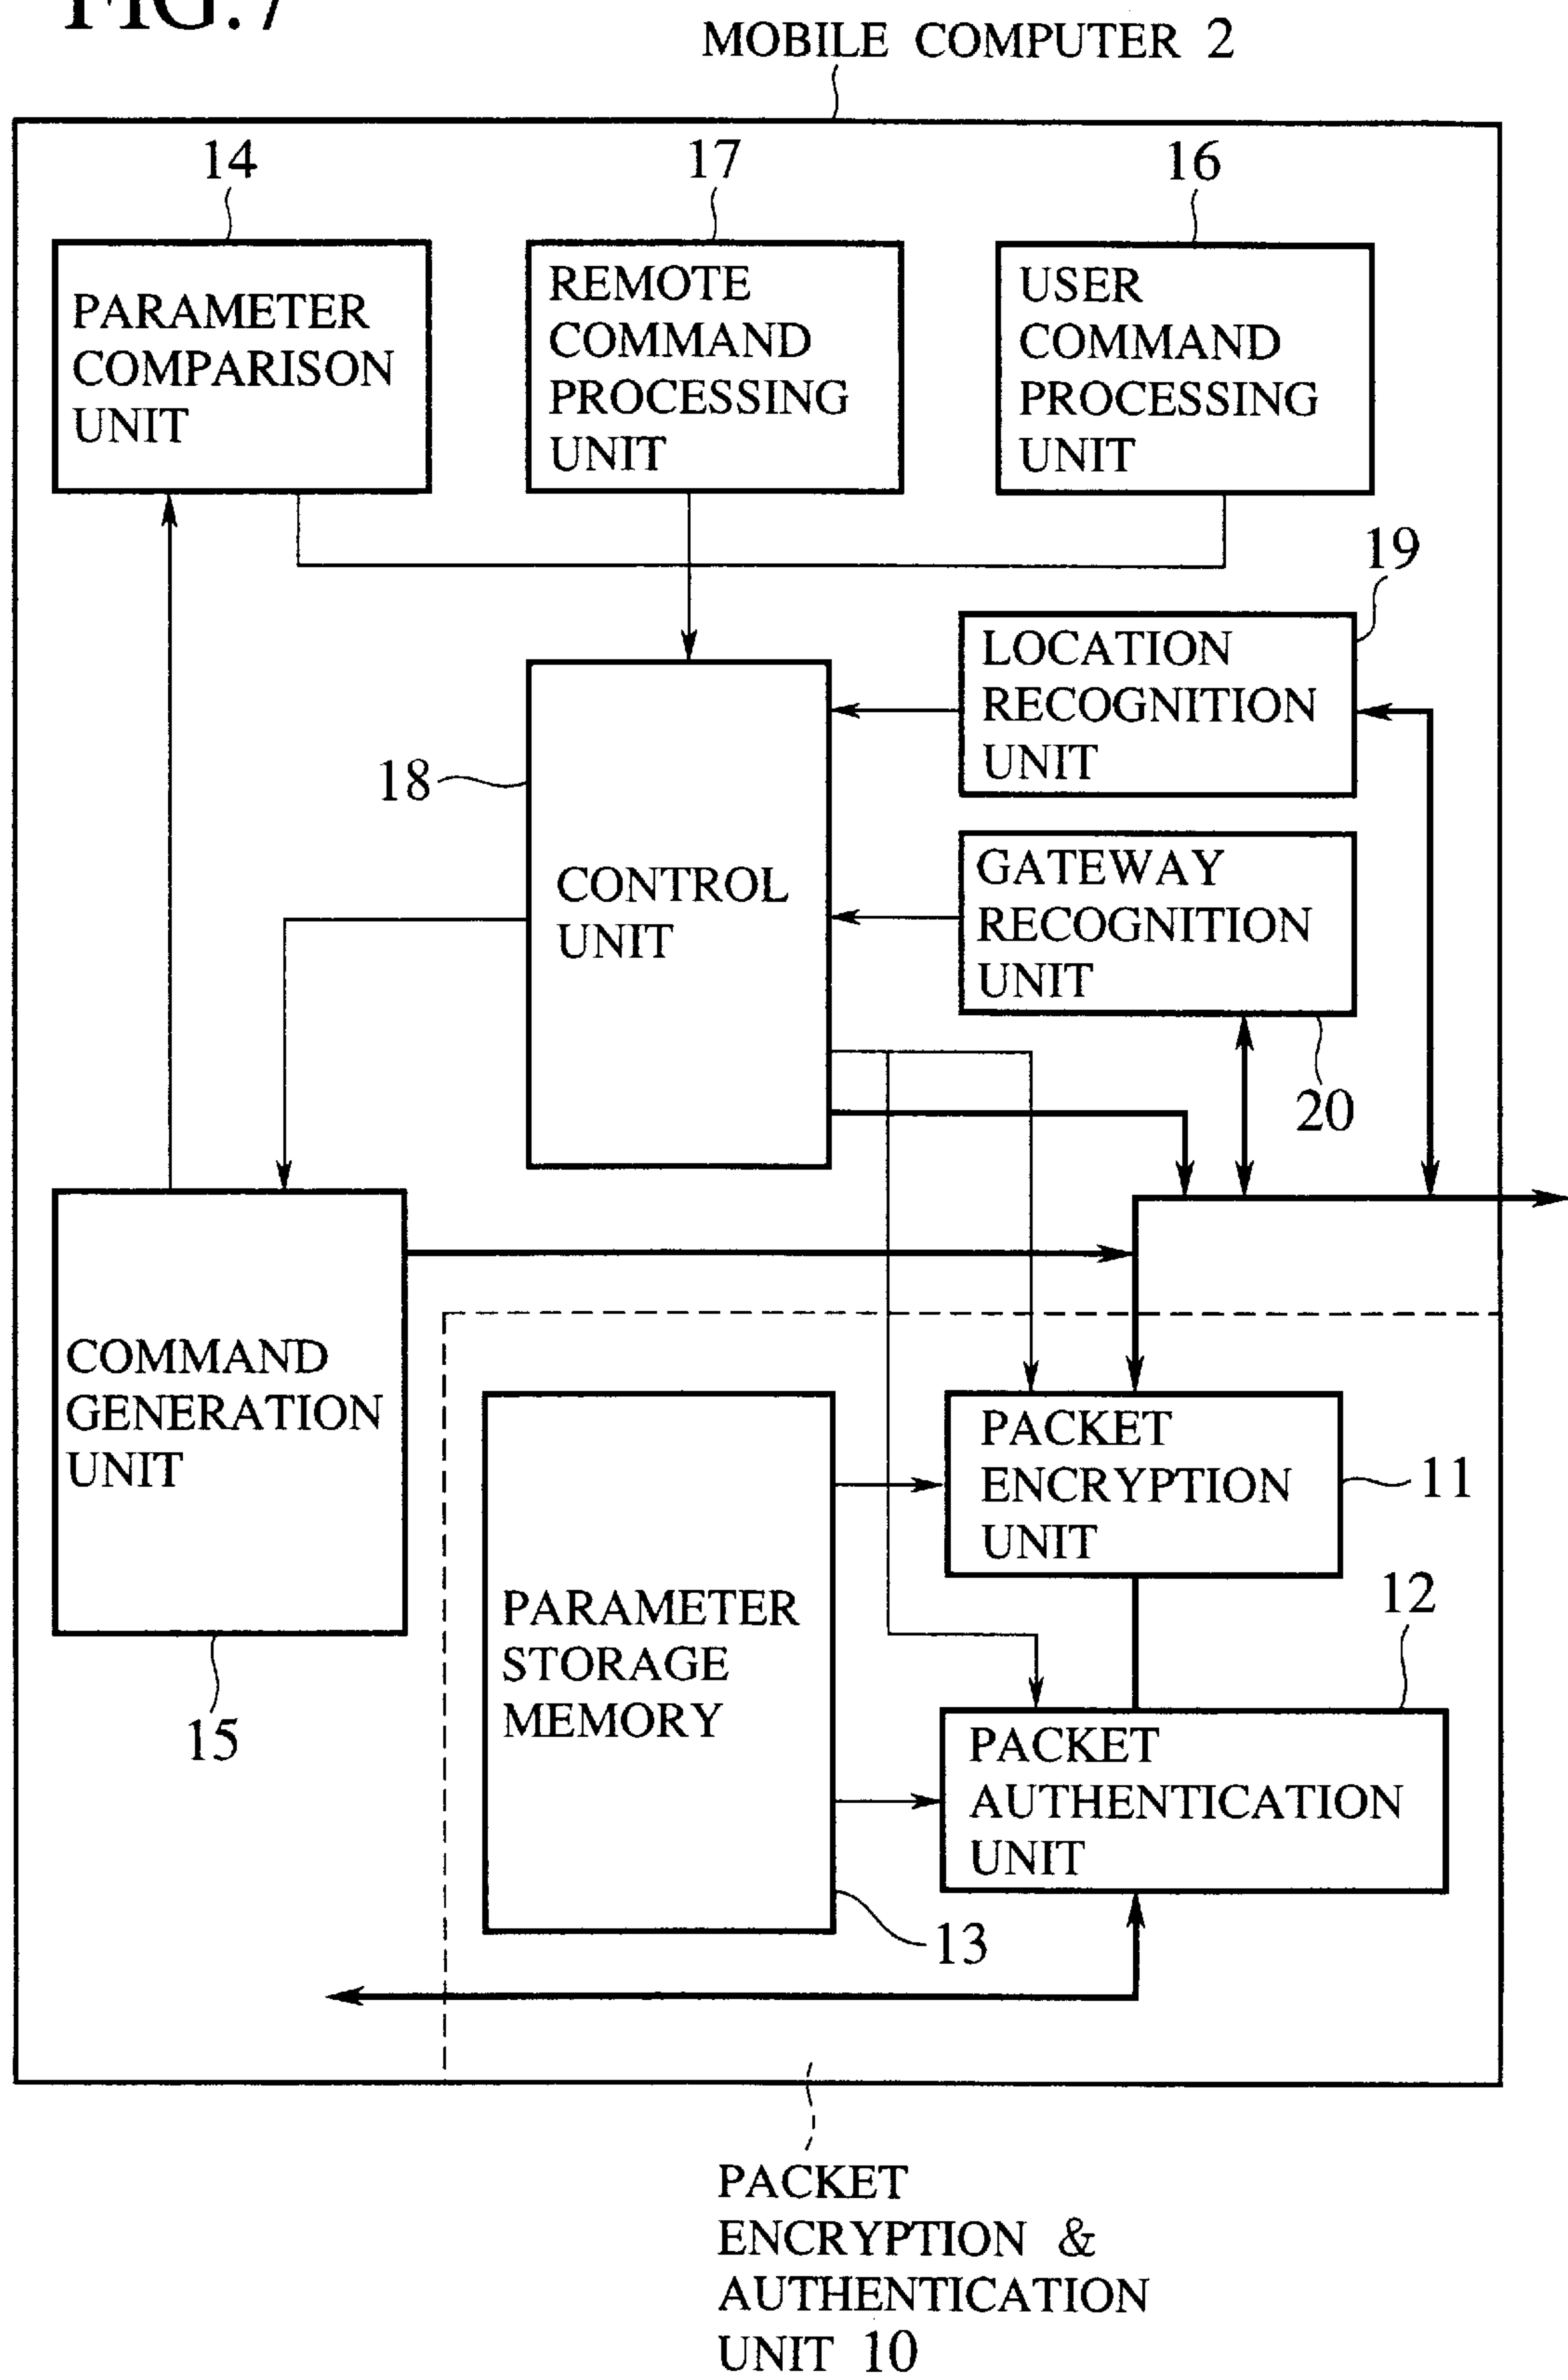 FIG.7
MOBILE COMPUTER 2
14
17
16
PARAMETER
COMPARISON
UNIT
REMOTE
COMMAND
PROCESSING
UNIT
USER
COMMAND
PROCESSING
UNIT
19
LOCATION
RECOGNITION
UNIT
18
CONTROL
UNIT
GATEWAY
RECOGNITION
UNIT
20
COMMAND
GENERATION
UNIT
15
PARAMETER
STORAGE
MEMORY
13
PACKET
ENCRYPTION
UNIT
11
12
PACKET
AUTHENTICATION
UNIT
PACKET
ENCRYPTION &
AUTHENTICATION
UNIT 10